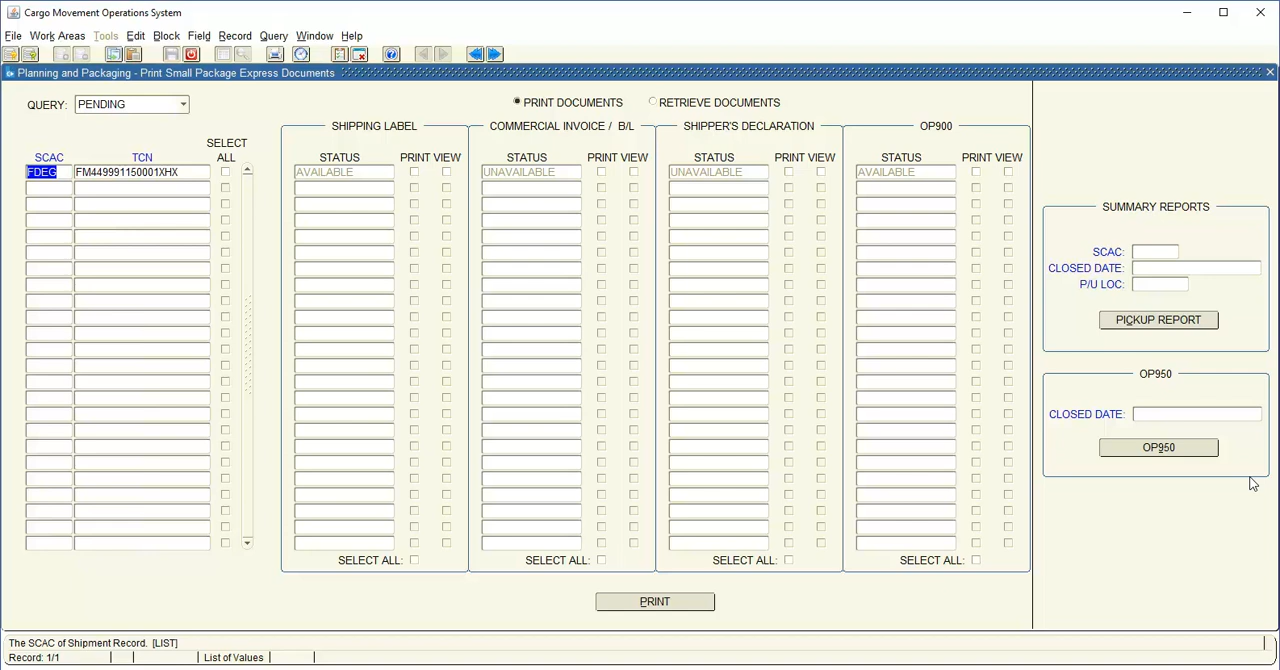 Cargo Movement Operations System
File Work Areas Tools Edit Block Field Record Query Window Help
Planning and Packaging - Print Small Package Express Documents
QUERY: PENDING
PRINT DOCUMENTS RETRIEVE DOCUMENTS
SHIPPING LABEL COMMERCIAL INVOICE / B/L SHIPPER'S DECLARATION OP900
SELECT
SCAC TCN ALL STATUS PRINT VIEW STATUS PRINT VIEW STATUS PRINT VIEW STATUS PRINT VIEW
FDEG FM449991150001XHX AVAILABLE UNAVAILABLE UNAVAILABLE AVAILABLE
SELECT ALL: SELECT ALL: SELECT ALL: SELECT ALL:
PRINT
SUMMARY REPORTS
SCAC:
CLOSED DATE:
P/U LOC:
PICKUP REPORT
OP950
CLOSED DATE:
OP950
The SCAC of Shipment Record. [LIST]
Record: 1/1 List of Values